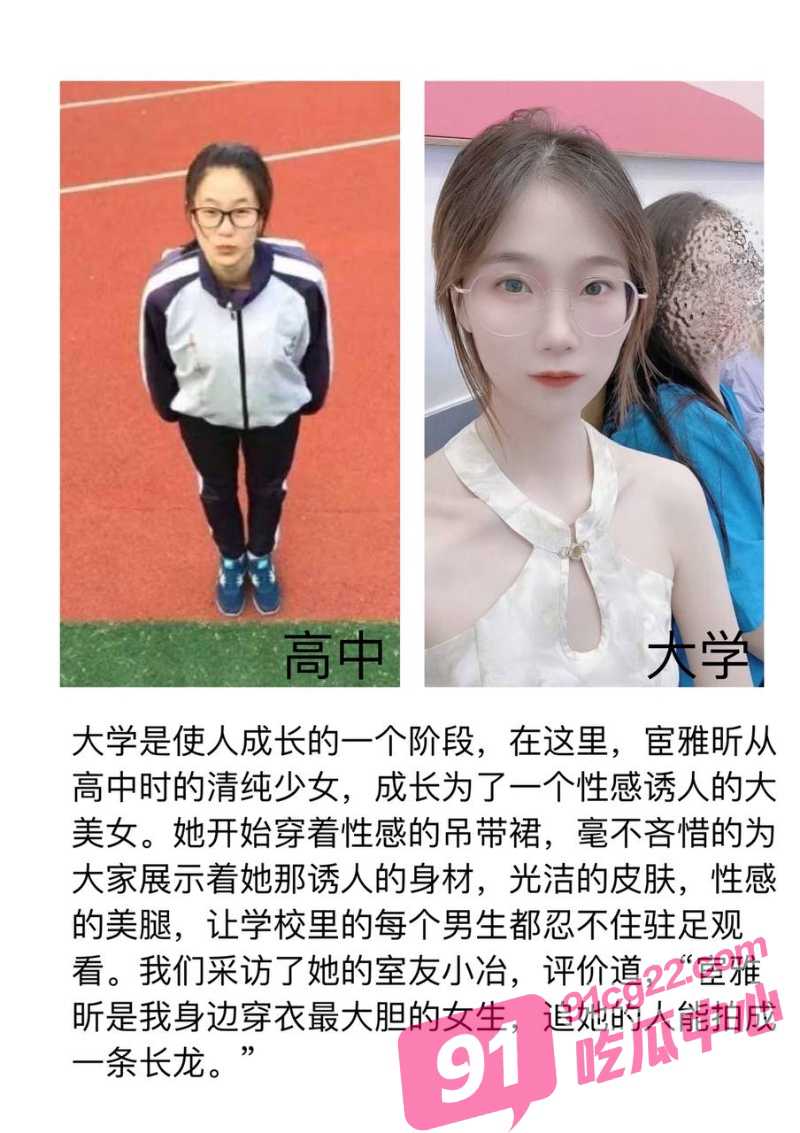 高中
大学
大学是使人成长的一个阶段，在这里，宦雅昕从
高中时的清纯少女，成长为了一个性感诱人的大
美女。她开始穿着性感的吊带裙，毫不吝惜的为
大家展示着她那诱人的身材，光洁的皮肤，性感
的美腿，让学校里的每个男生都忍不住驻足观
看。我们采访了她的室友小冶，评价道，“宦雅
昕是我身边穿衣最大胆的女生，追她的人能拍成
一条长龙。”
91
91cg22.com
吃瓜中心